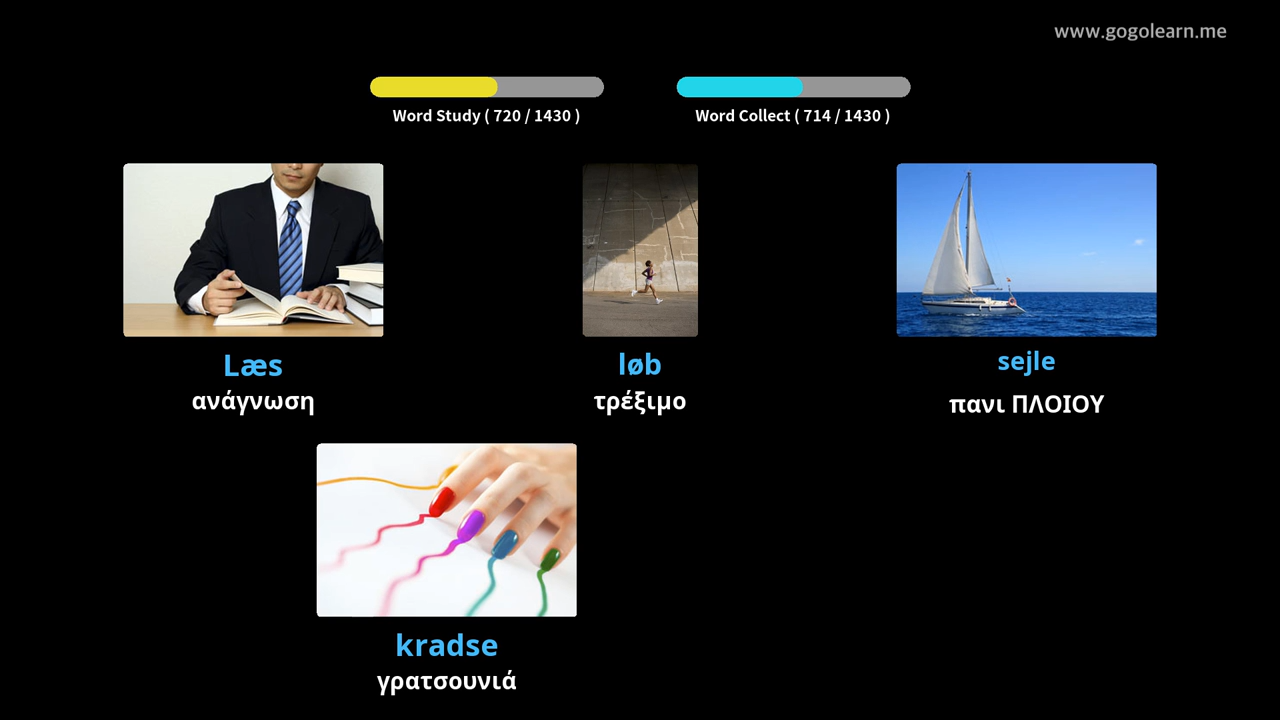 www.gogolearn.me
Word Study ( 720 / 1430 )
Word Collect ( 714 / 1430 )
Læs
ανάγνωση
løb
τρέξιμο
sejle
πανι ΠΛΟΙΟΥ
kradse
γρατσουνιά